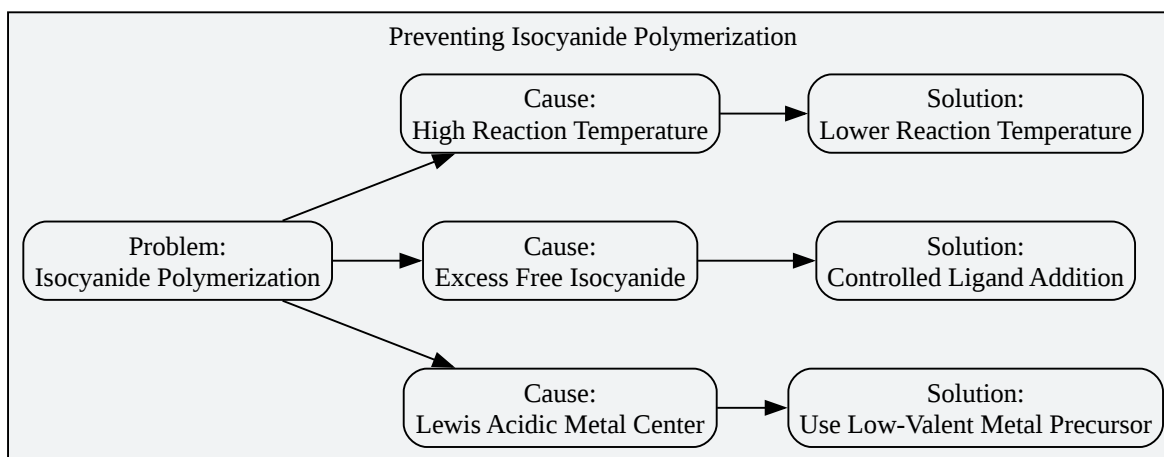 Preventing Isocyanide Polymerization
Cause:
High Reaction Temperature
Solution:
Lower Reaction Temperature
Problem:
Isocyanide Polymerization
Cause:
Excess Free Isocyanide
Solution:
Controlled Ligand Addition
Cause:
Lewis Acidic Metal Center
Solution:
Use Low-Valent Metal Precursor